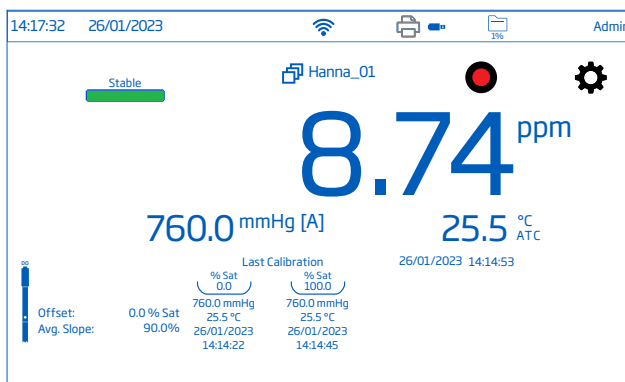 14:17:32 26/01/2023 1% Admin
Stable
Hanna_01
8.74 ppm
760.0 mmHg [A]
25.5 °C
ATC
Last Calibration 26/01/2023 14:14:53
DO
% Sat % Sat
0.0 100.0
760.0 mmHg 760.0 mmHg
25.5 °C 25.5 °C
26/01/2023 26/01/2023
14:14:22 14:14:45
Offset: 0.0 % Sat
Avg. Slope: 90.0%